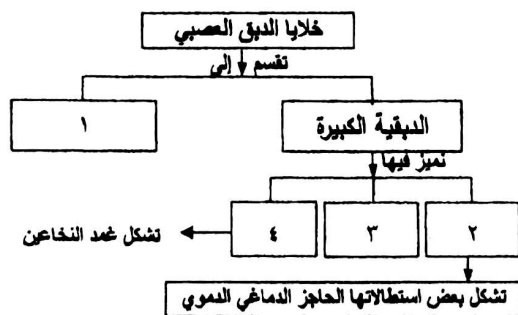 خلايا الدبق العصبي
تقسم إلى
الدبقية الكبيرة
١
نميز فيها
٢
٣
٤
تشكل غمد النخاعين
تشكل بعض استطالاتها الحاجز الدماغي الدموي